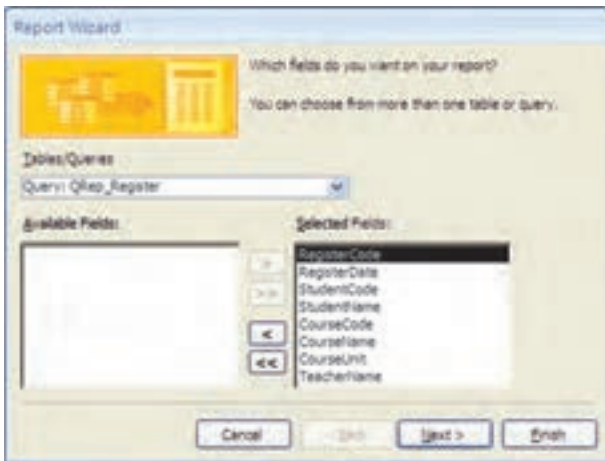 Report Wizard
Which fields do you want on your report?
You can choose from more than one table or query.
Tables/Queries
Query: QRep_Register
Available Fields:
Selected Fields:
RegisterCode
RegisterDate
StudentCode
StudentName
CourseCode
CourseName
CourseUnit
TeacherName
>
>>
<
<<
Cancel
< Back
Next >
Finish